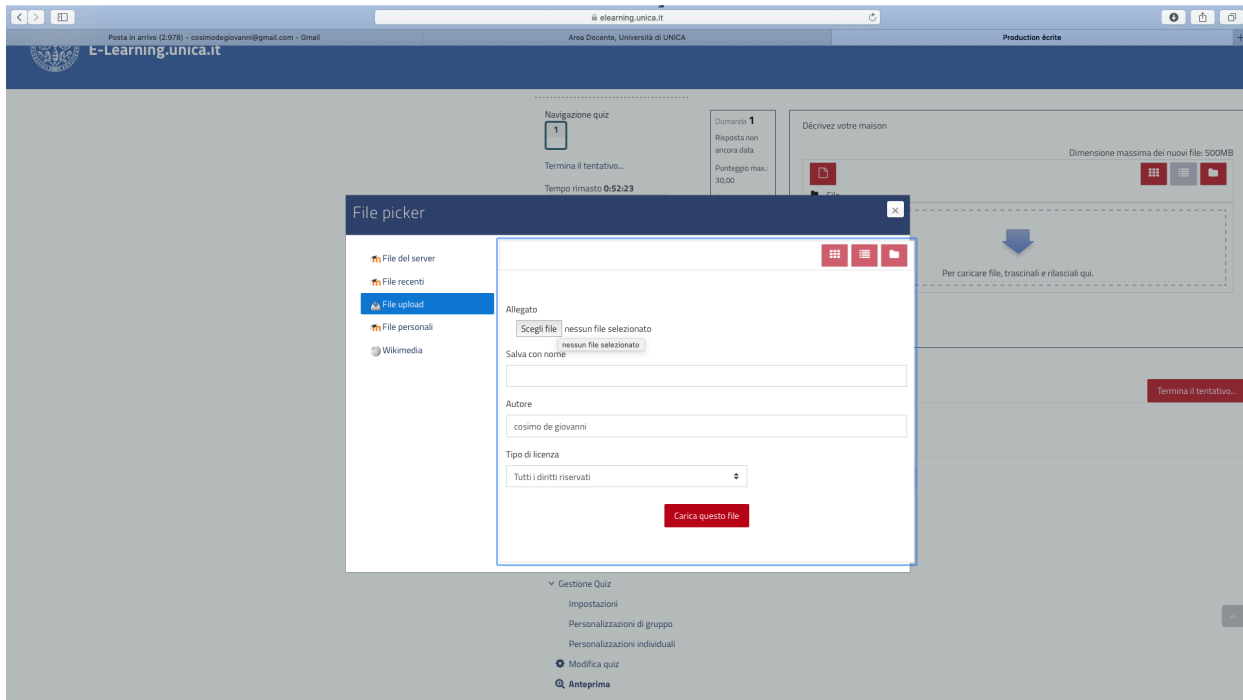 elearning.unica.it
Posta in arrivo (2.978) - cosimodegiovanni@gmail.com - Gmail
Area Docente, Università di UNICA
Production écrite
E-Learning.unica.it
Navigazione quiz
1
Termina il tentativo...
Tempo rimasto 0:52:23
Domanda 1
Risposta non
ancora data
Punteggio max.:
30,00
Décrivez votre maison
Dimensione massima dei nuovi file: 500MB
File
Per caricare file, trascinali e rilasciali qui.
Termina il tentativo...
File picker
File del server
File recenti
File upload
File personali
Wikimedia
Allegato
Scegli file nessun file selezionato
nessun file selezionato
Salva con nome
Autore
cosimo de giovanni
Tipo di licenza
Tutti i diritti riservati
Carica questo file
Gestione Quiz
Impostazioni
Personalizzazioni di gruppo
Personalizzazioni individuali
Modifica quiz
Anteprima